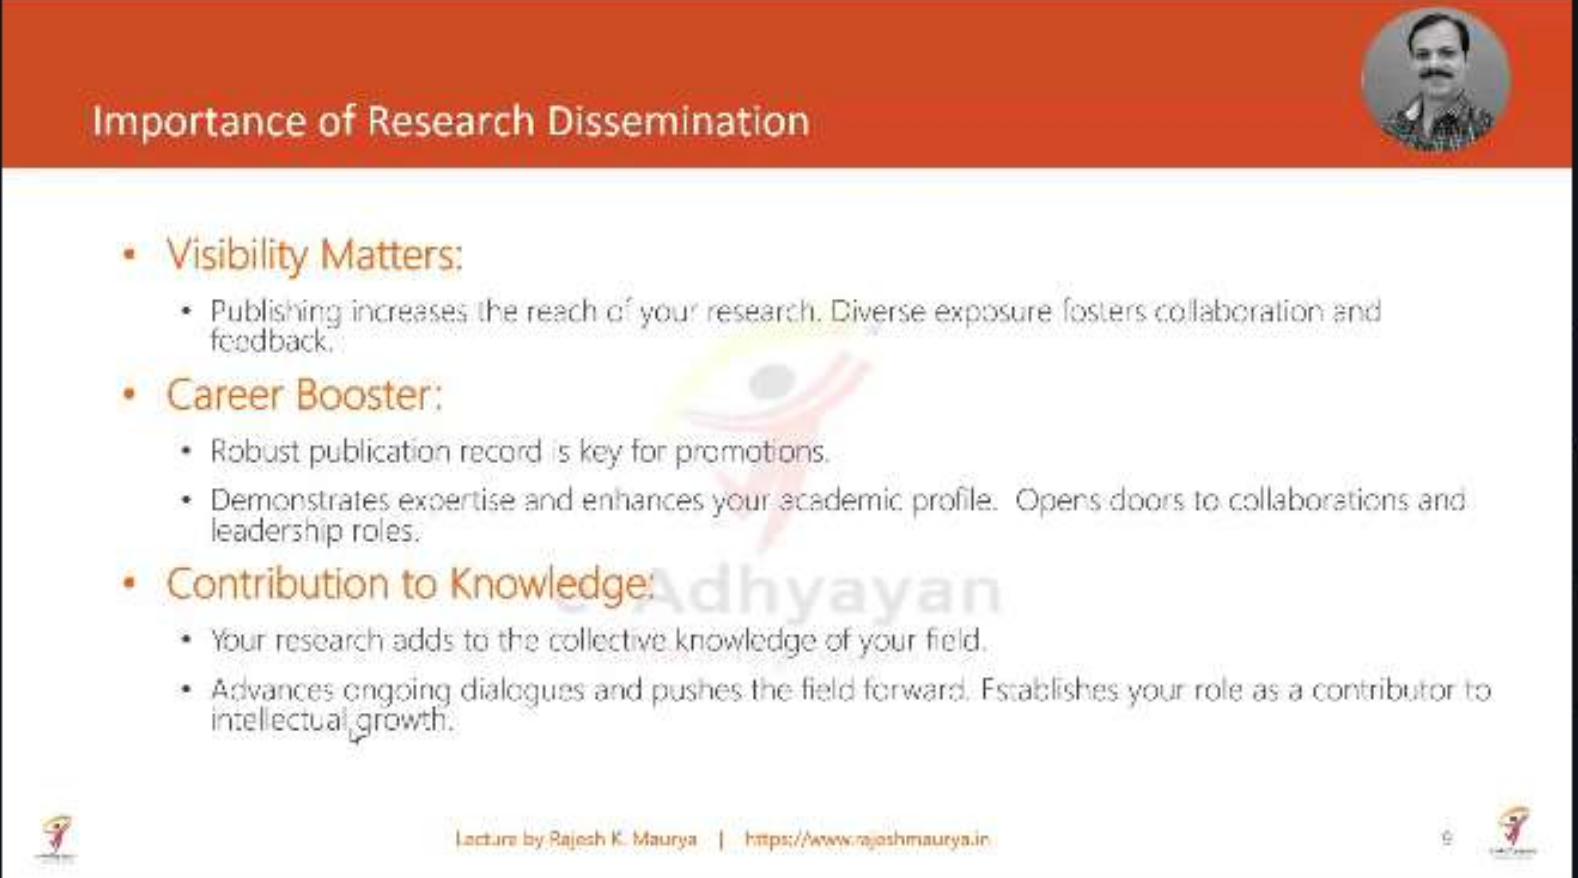 Importance of Research Dissemination
• Visibility Matters:
• Publishing increases the reach of your research. Diverse exposure fosters collaboration and
feedback.
• Career Booster:
• Robust publication record is key for promotions.
• Demonstrates expertise and enhances your academic profile. Opens doors to collaborations and
leadership roles.
• Contribution to Knowledge:
e Adhyayan
• Your research adds to the collective knowledge of your field.
• Advances ongoing dialogues and pushes the field forward. Establishes your role as a contributor to
intellectual growth.
Lecture by Rajesh K. Maurya | https://www.rajeshmaurya.in
9